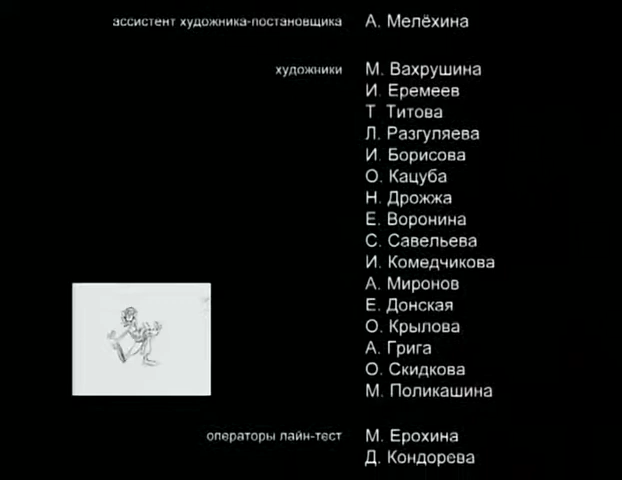 ассистент художника-постановщика А. Мелёхина
художники М. Вахрушина
И. Еремеев
Т Титова
Л. Разгуляева
И. Борисова
О. Кацуба
Н. Дрожжа
Е. Воронина
С. Савельева
И. Комедчикова
А. Миронов
Е. Донская
О. Крылова
А. Грига
О. Скидкова
М. Поликашина
операторы лайн-тест М. Ерохина
Д. Кондорева